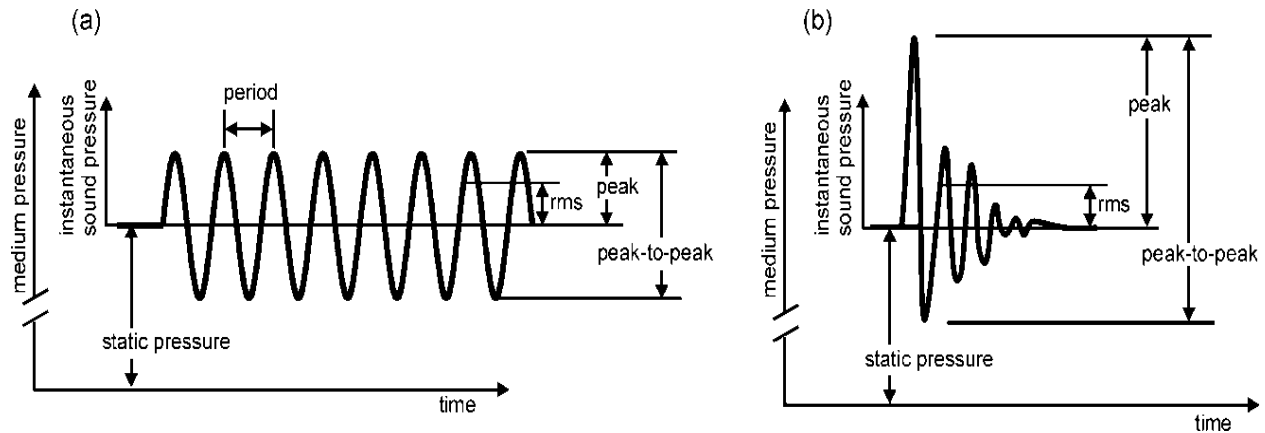 (a)
medium pressure
instantaneous
sound pressure
period
peak
rms
peak-to-peak
static pressure
time
(b)
medium pressure
instantaneous
sound pressure
peak
rms
peak-to-peak
static pressure
time